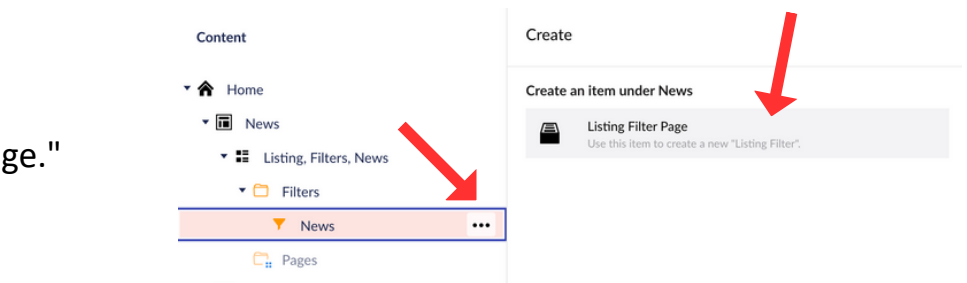 ge."
Content
Home
News
Listing, Filters, News
Filters
News
Pages
Create
Create an item under News
Listing Filter Page
Use this item to create a new "Listing Filter".